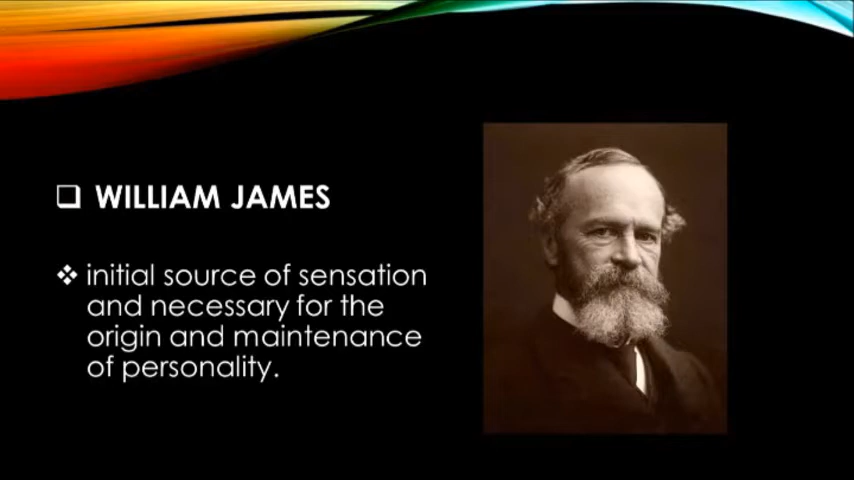 WILLIAM JAMES
initial source of sensation
and necessary for the
origin and maintenance
of personality.